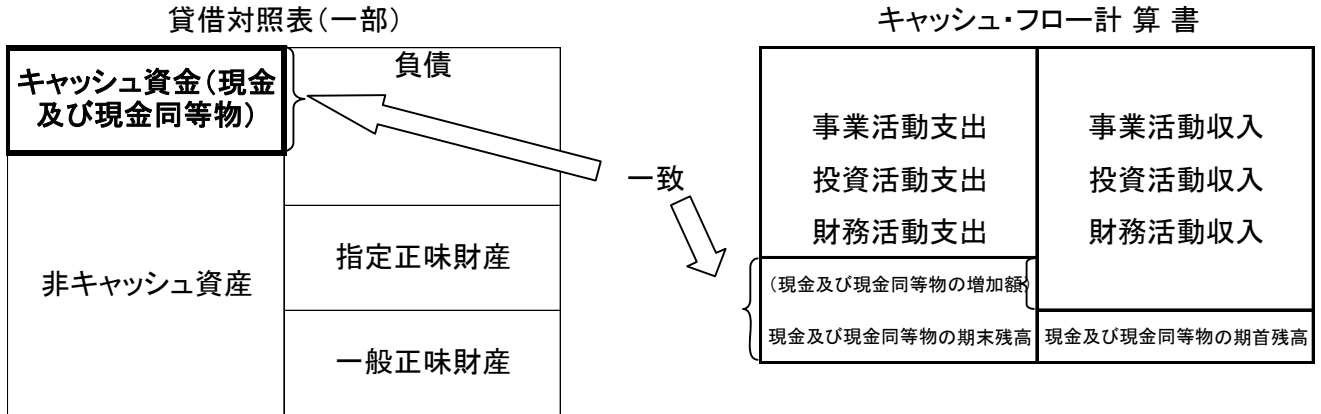 貸借対照表(一部)
キャッシュ資金(現金
及び現金同等物)
負債
非キャッシュ資産
指定正味財産
一般正味財産
一致
キャッシュ・フロー計 算 書
事業活動支出
投資活動支出
財務活動支出
(現金及び現金同等物の増加額)
現金及び現金同等物の期末残高
事業活動収入
投資活動収入
財務活動収入
現金及び現金同等物の期首残高